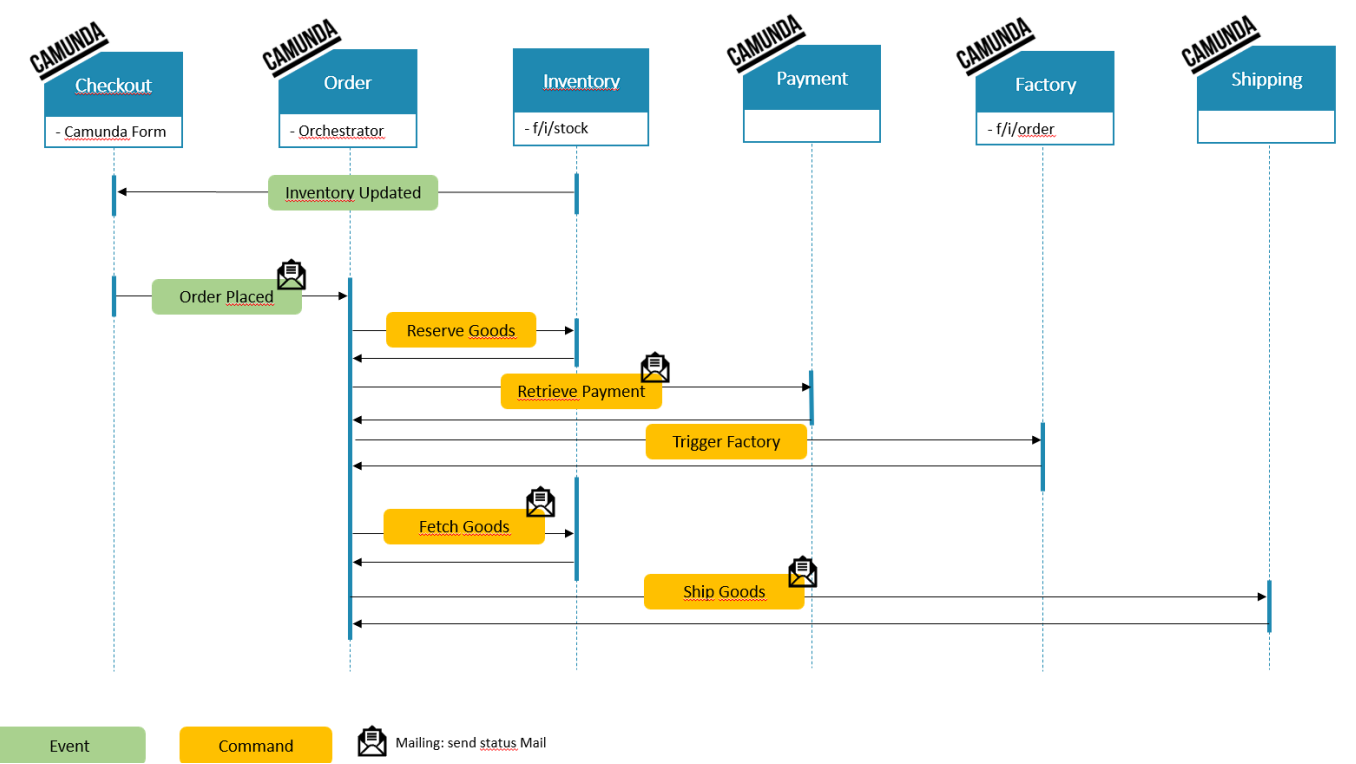 CAMUNDA
CAMUNDA
CAMUNDA
CAMUNDA
CAMUNDA
Checkout
Order
Inventory
Payment
Factory
Shipping
- Camunda Form
- Orchestrator
- f/i/stock
- f/i/order
Inventory Updated
Order Placed
Reserve Goods
Retrieve Payment
Trigger Factory
Fetch Goods
Ship Goods
Event
Command
Mailing: send status Mail